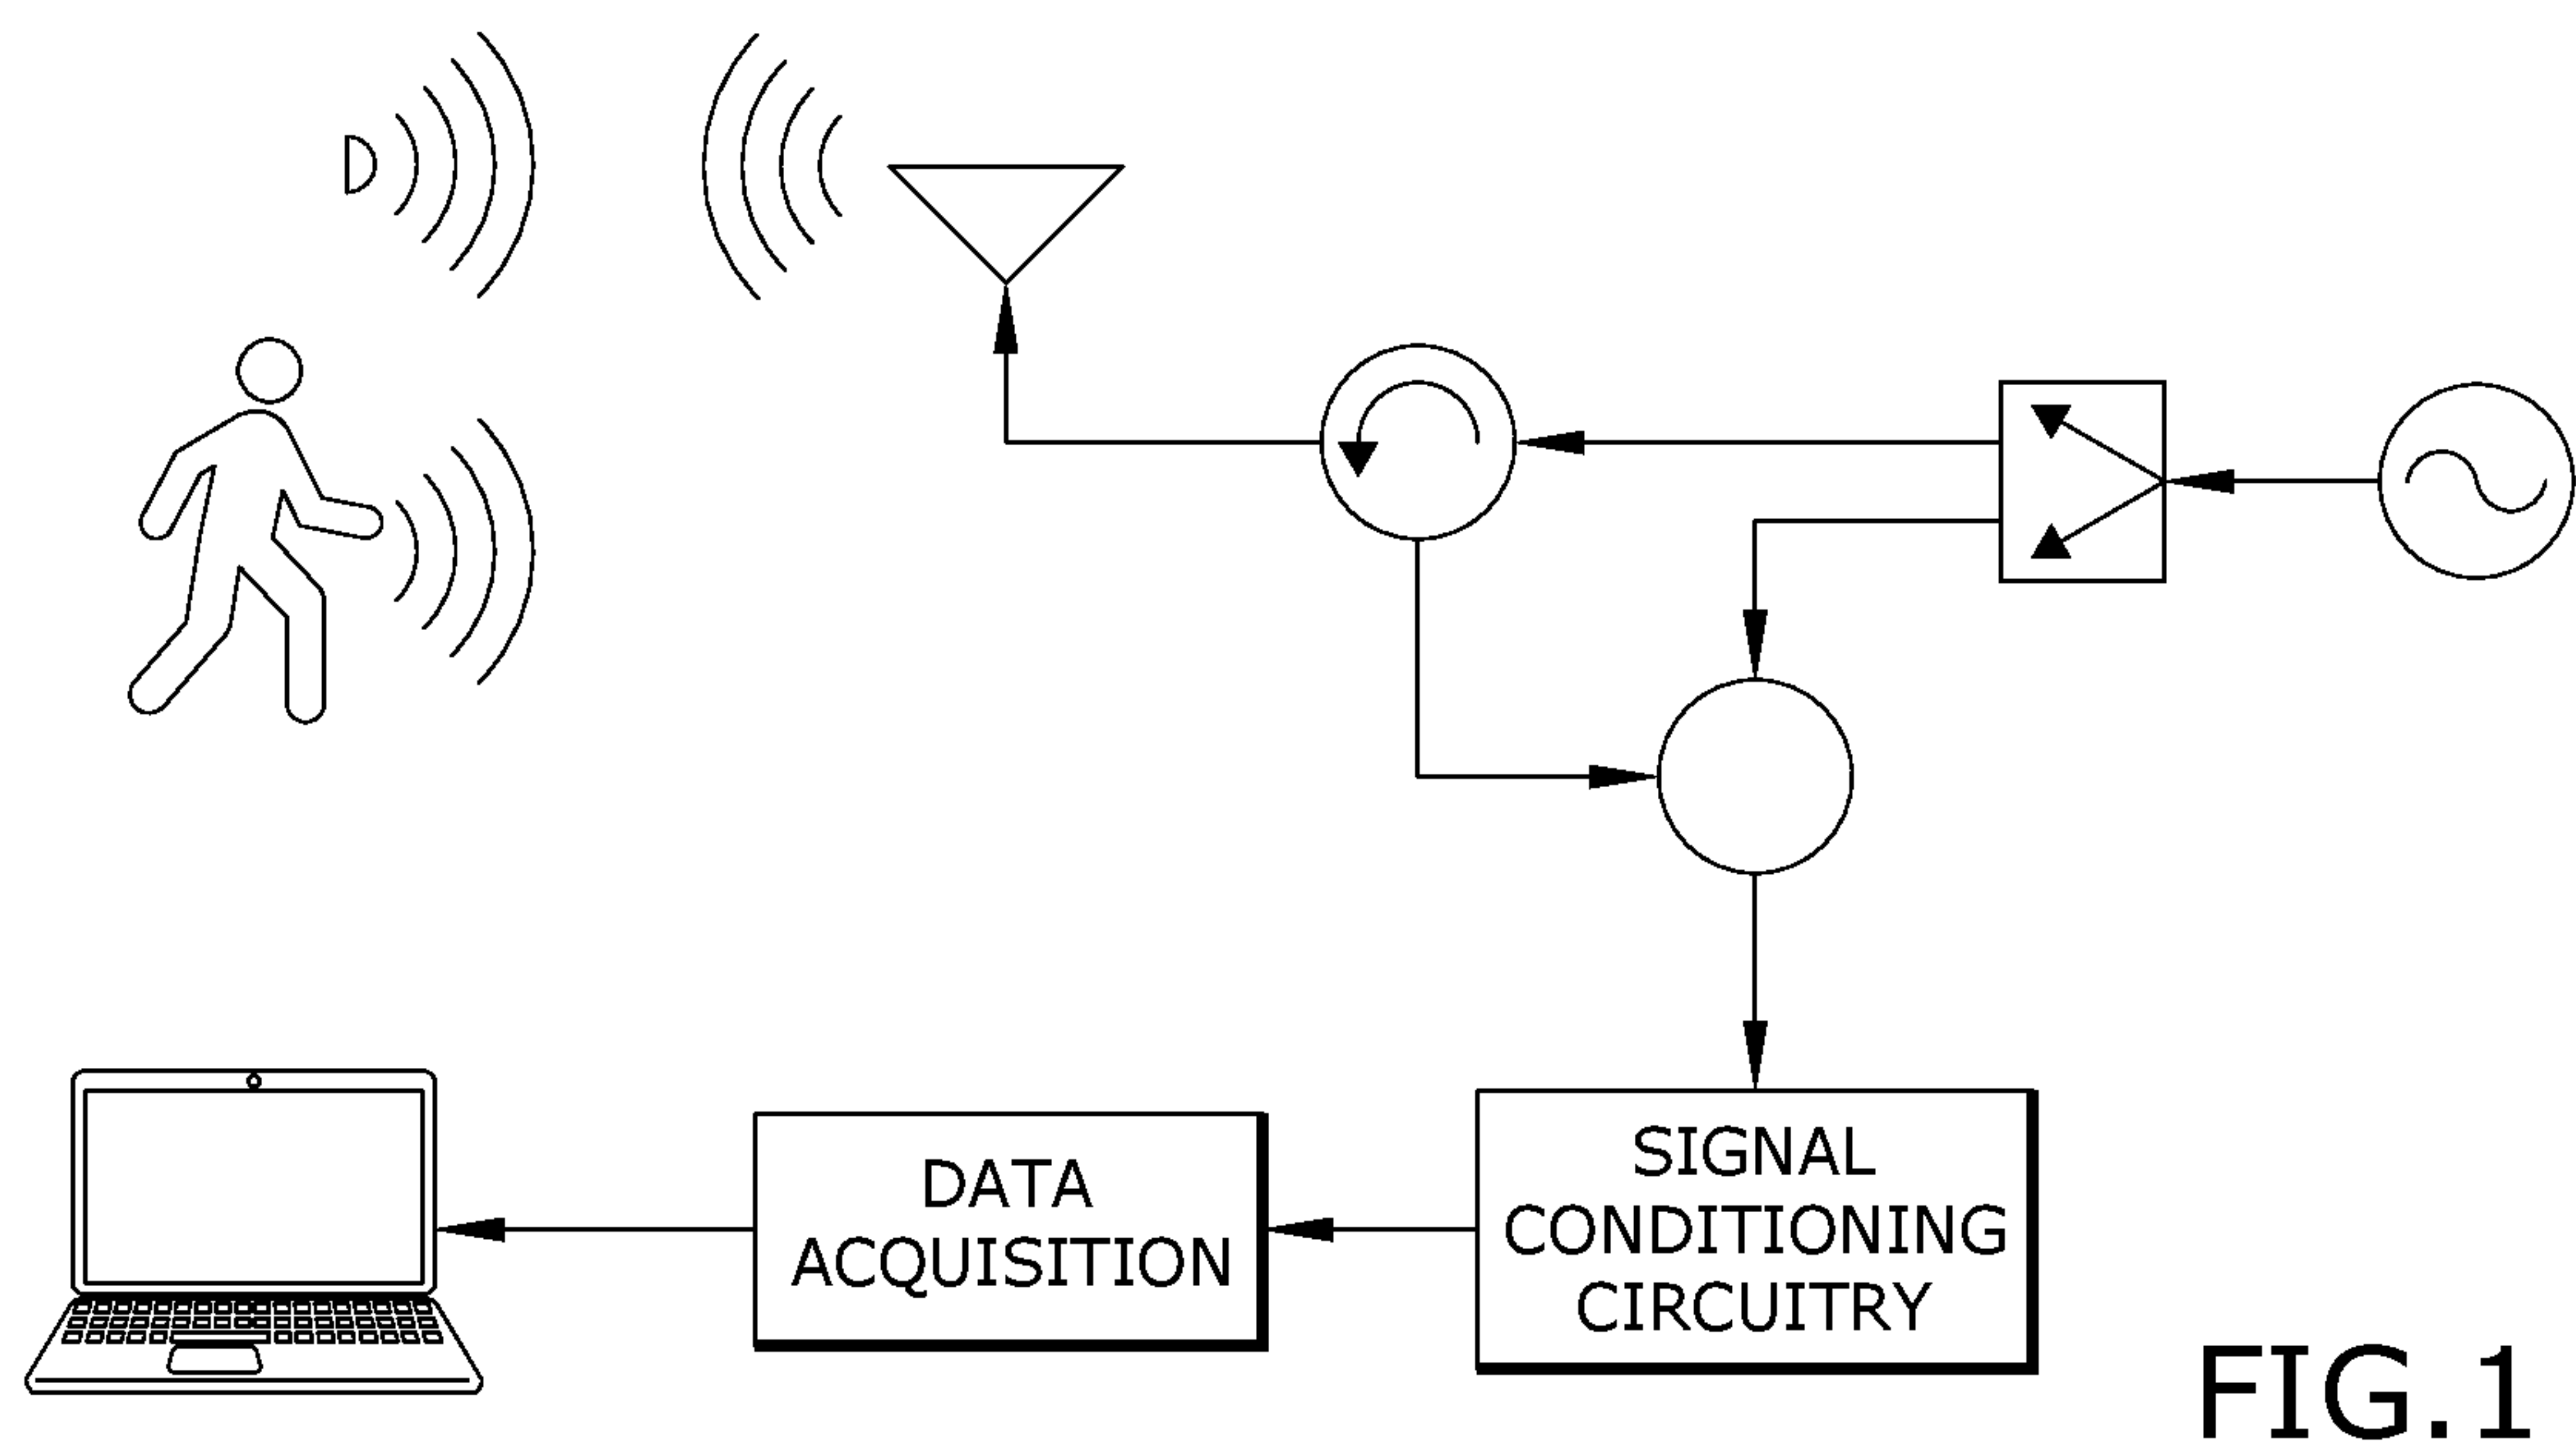 DATA
ACQUISITION
SIGNAL
CONDITIONING
CIRCUITRY
FIG.1